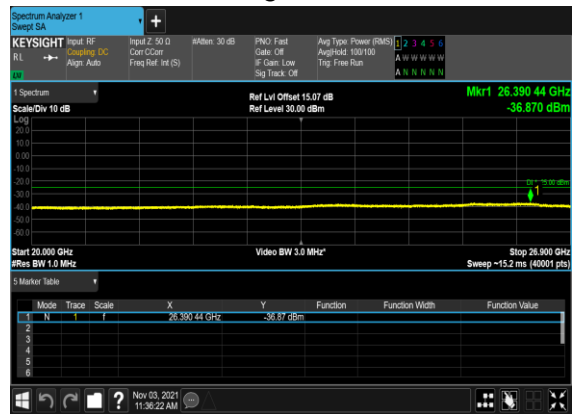 Spectrum Analyzer 1
Swept SA
KEYSIGHT Input: RF Input Z: 50 Ω #Atten: 30 dB PNO: Fast Avg Type: Power (RMS) 1 2 3 4 5 6
RL Coupling: DC Corr CCorr Gate: Off Avg|Hold: 100/100 A W W W W W
Align: Auto Freq Ref: Int (S) IF Gain: Low Trig: Free Run
Sig Track: Off A N N N N N
1 Spectrum Ref Lvl Offset 15.07 dB Mkr1 26.390 44 GHz
Scale/Div 10 dB Ref Level 30.00 dBm -36.870 dBm
Log
20.0
10.0
0.00
-10.0
-20.0
-30.0
-40.0
-50.0
-60.0
1
Start 20.000 GHz Video BW 3.0 MHz* Stop 26.900 GHz
#Res BW 1.0 MHz Sweep ~15.2 ms (40001 pts)
5 Marker Table
Mode Trace Scale X Y Function Function Width Function Value
1 N 1 f 26.390 44 GHz -36.87 dBm
2
3
4
5
6
Nov 03, 2021
11:36:22 AM